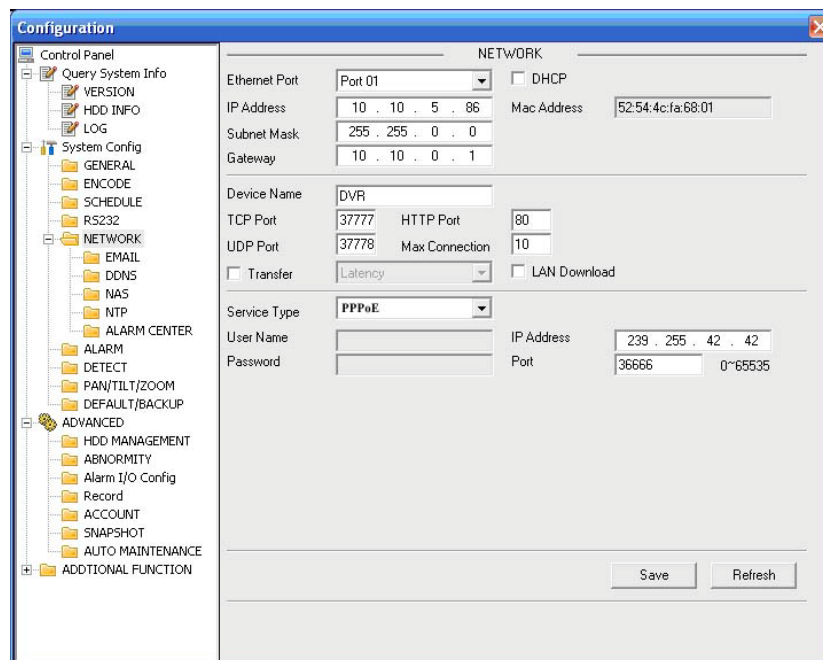 Configuration
Control Panel
Query System Info
VERSION
HDD INFO
LOG
System Config
GENERAL
ENCODE
SCHEDULE
RS232
NETWORK
EMAIL
DDNS
NAS
NTP
ALARM CENTER
ALARM
DETECT
PAN/TILT/ZOOM
DEFAULT/BACKUP
ADVANCED
HDD MANAGEMENT
ABNORMITY
Alarm I/O Config
Record
ACCOUNT
SNAPSHOT
AUTO MAINTENANCE
ADDTIONAL FUNCTION
NETWORK
Ethernet Port Port 01 DHCP
IP Address 10 . 10 . 5 . 86 Mac Address 52:54:4c:fa:68:01
Subnet Mask 255 . 255 . 0 . 0
Gateway 10 . 10 . 0 . 1
Device Name DVR
TCP Port 37777 HTTP Port 80
UDP Port 37778 Max Connection 10
Transfer Latency LAN Download
Service Type PPPoE
User Name IP Address 239 . 255 . 42 . 42
Password Port 36666 0~65535
Save Refresh